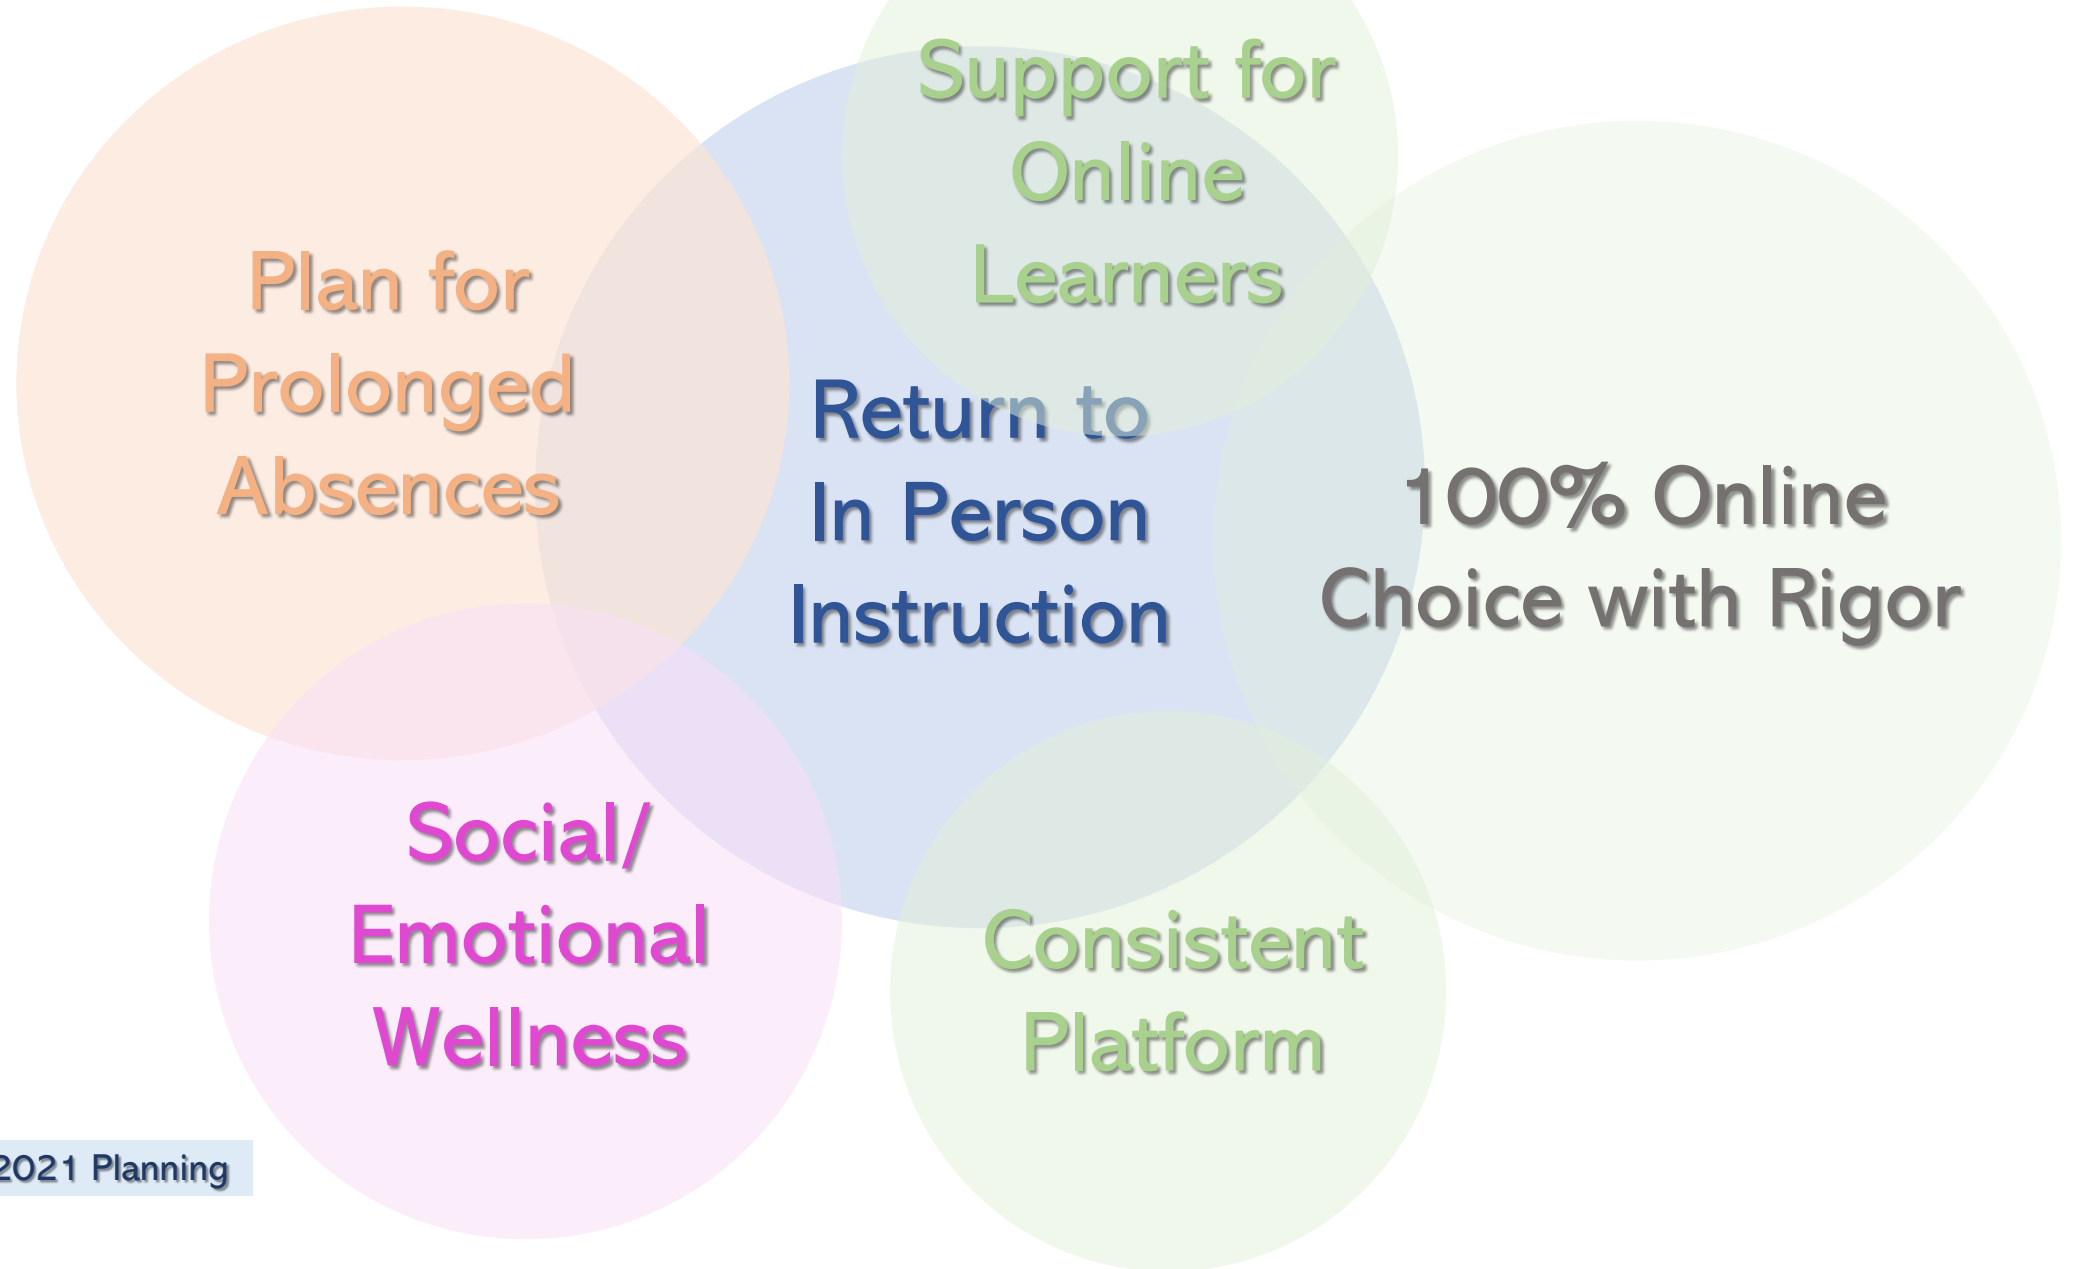 Support for
Online
Learners
Plan for
Prolonged
Absences
Return to
In Person
Instruction
100% Online
Choice with Rigor
Social/
Emotional
Wellness
Consistent
Platform
2021 Planning